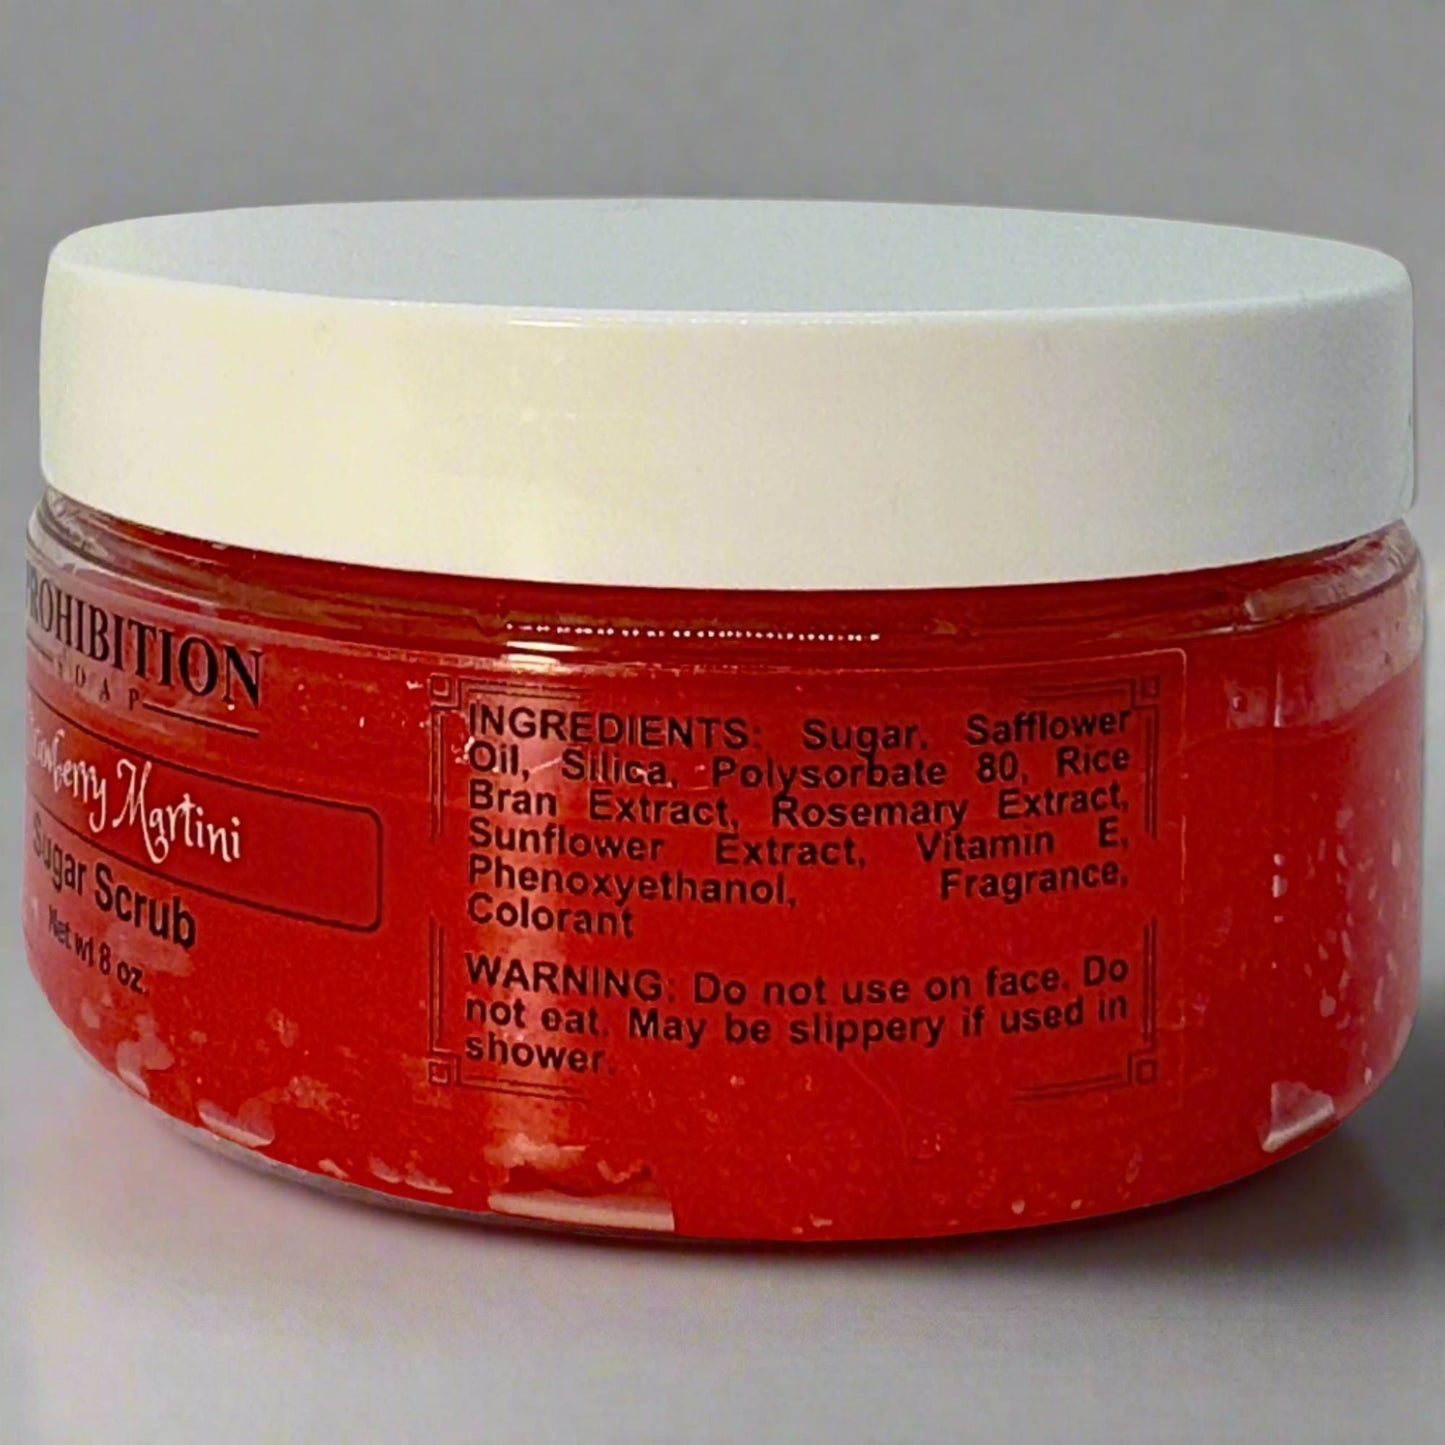 PROHIBITION
SOAP
Martini
Sugar Scrub
Net wt 8 oz.
INGREDIENTS: Sugar, Safflower
Oil, Silica, Polysorbate 80, Rice
Bran Extract, Rosemary Extract,
Sunflower Extract, Vitamin E,
Phenoxyethanol, Fragrance,
Colorant
WARNING: Do not use on face. Do
not eat. May be slippery if used in
shower.